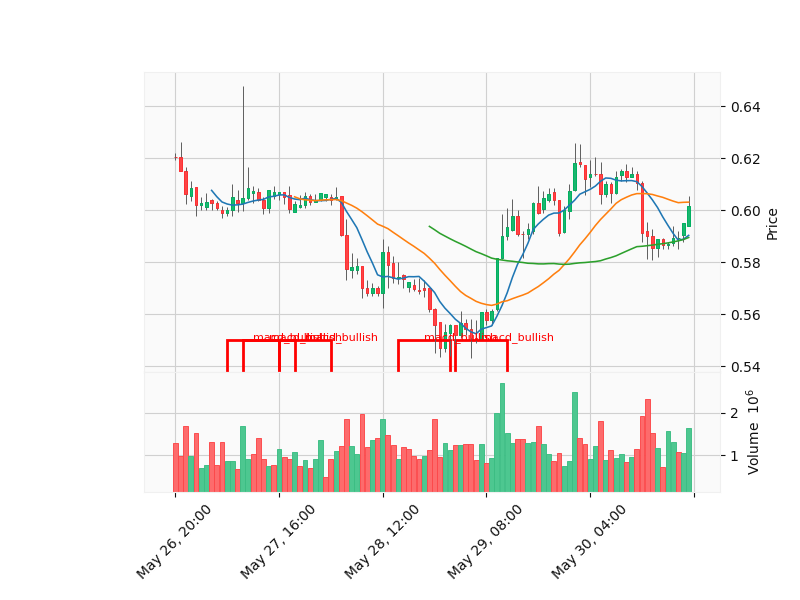 0.64
0.62
0.60
0.58
0.56
0.54
Price
macd_bullish
2
1
Volume 10^6
May 26, 20:00
May 27, 16:00
May 28, 12:00
May 29, 08:00
May 30, 04:00